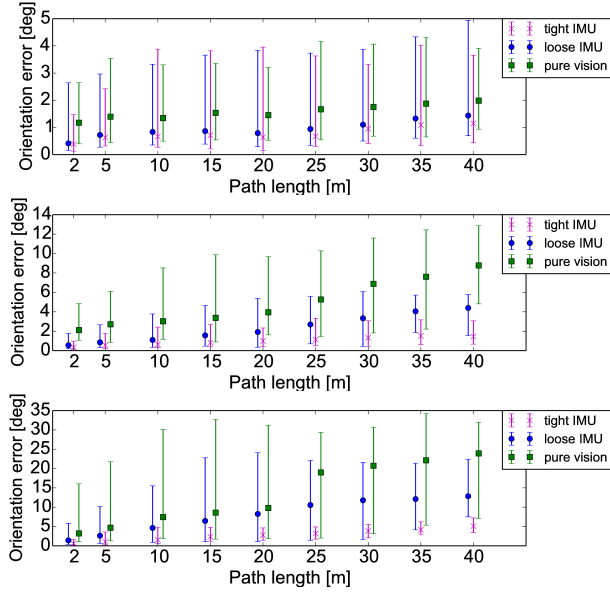 5
4
3
2
1
0
Orientation error [deg]
2 5 10 15 20 25 30 35 40
Path length [m]
tight IMU
loose IMU
pure vision
14
12
10
8
6
4
2
0
Orientation error [deg]
2 5 10 15 20 25 30 35 40
Path length [m]
tight IMU
loose IMU
pure vision
35
30
25
20
15
10
5
0
Orientation error [deg]
2 5 10 15 20 25 30 35 40
Path length [m]
tight IMU
loose IMU
pure vision